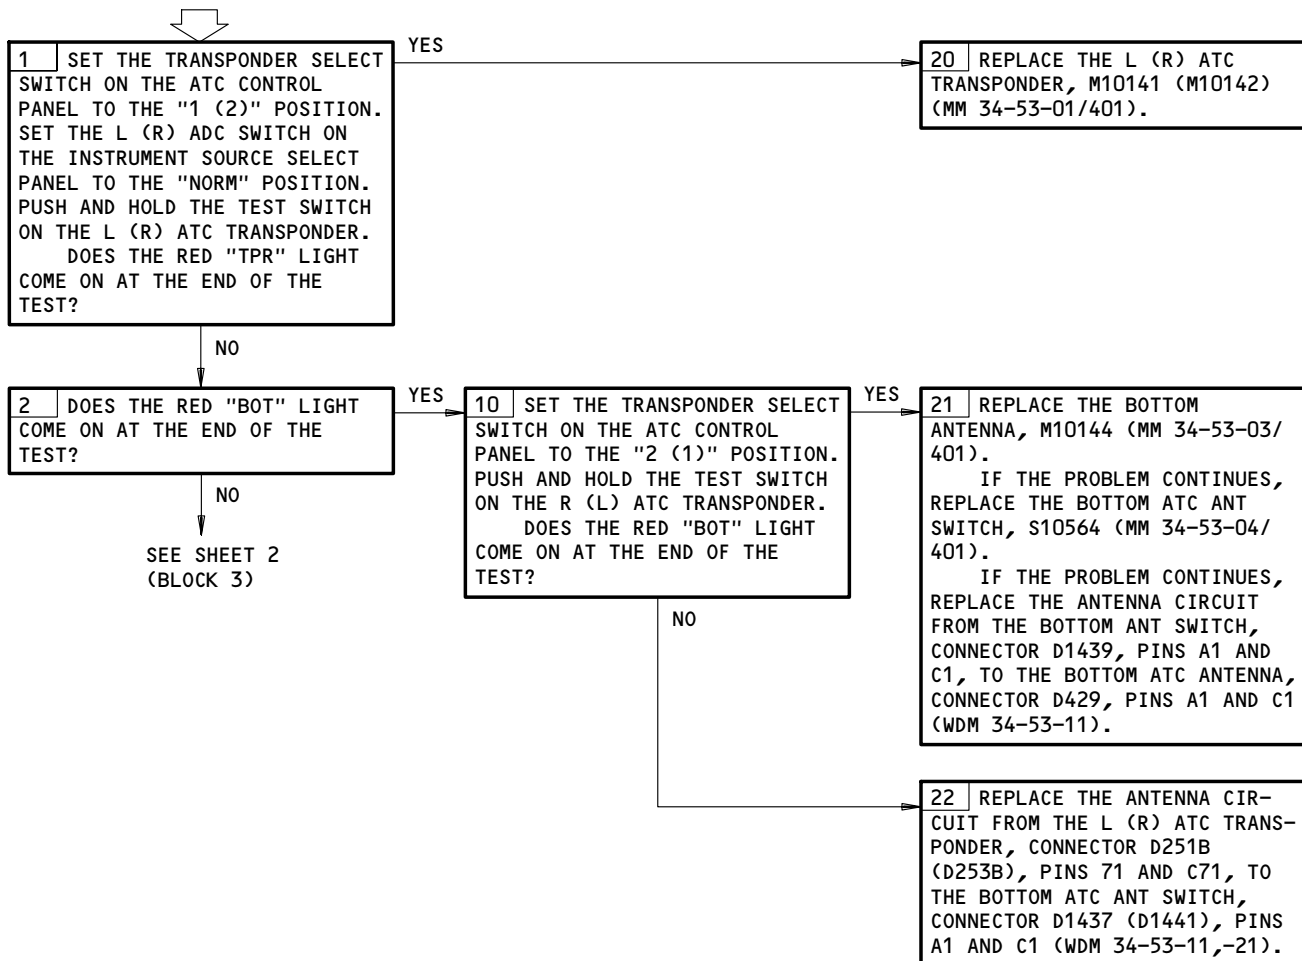 1 SET THE TRANSPONDER SELECT
SWITCH ON THE ATC CONTROL
PANEL TO THE "1 (2)" POSITION.
SET THE L (R) ADC SWITCH ON
THE INSTRUMENT SOURCE SELECT
PANEL TO THE "NORM" POSITION.
PUSH AND HOLD THE TEST SWITCH
ON THE L (R) ATC TRANSPONDER.
DOES THE RED "TPR" LIGHT
COME ON AT THE END OF THE
TEST?
YES
20 REPLACE THE L (R) ATC
TRANSPONDER, M10141 (M10142)
(MM 34-53-01/401).
NO
2 DOES THE RED "BOT" LIGHT
COME ON AT THE END OF THE
TEST?
YES
NO
SEE SHEET 2
(BLOCK 3)
10 SET THE TRANSPONDER SELECT
SWITCH ON THE ATC CONTROL
PANEL TO THE "2 (1)" POSITION.
PUSH AND HOLD THE TEST SWITCH
ON THE R (L) ATC TRANSPONDER.
DOES THE RED "BOT" LIGHT
COME ON AT THE END OF THE
TEST?
YES
NO
21 REPLACE THE BOTTOM
ANTENNA, M10144 (MM 34-53-03/
401).
IF THE PROBLEM CONTINUES,
REPLACE THE BOTTOM ATC ANT
SWITCH, S10564 (MM 34-53-04/
401).
IF THE PROBLEM CONTINUES,
REPLACE THE ANTENNA CIRCUIT
FROM THE BOTTOM ANT SWITCH,
CONNECTOR D1439, PINS A1 AND
C1, TO THE BOTTOM ATC ANTENNA,
CONNECTOR D429, PINS A1 AND C1
(WDM 34-53-11).
22 REPLACE THE ANTENNA CIR-
CUIT FROM THE L (R) ATC TRANS-
PONDER, CONNECTOR D251B
(D253B), PINS 71 AND C71, TO
THE BOTTOM ATC ANT SWITCH,
CONNECTOR D1437 (D1441), PINS
A1 AND C1 (WDM 34-53-11,-21).